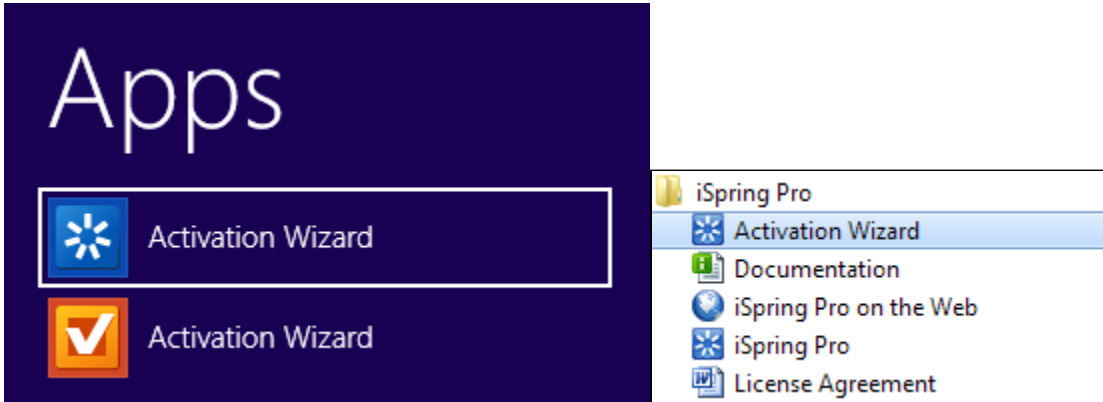 Apps
Activation Wizard
Activation Wizard
iSpring Pro
Activation Wizard
Documentation
iSpring Pro on the Web
iSpring Pro
License Agreement